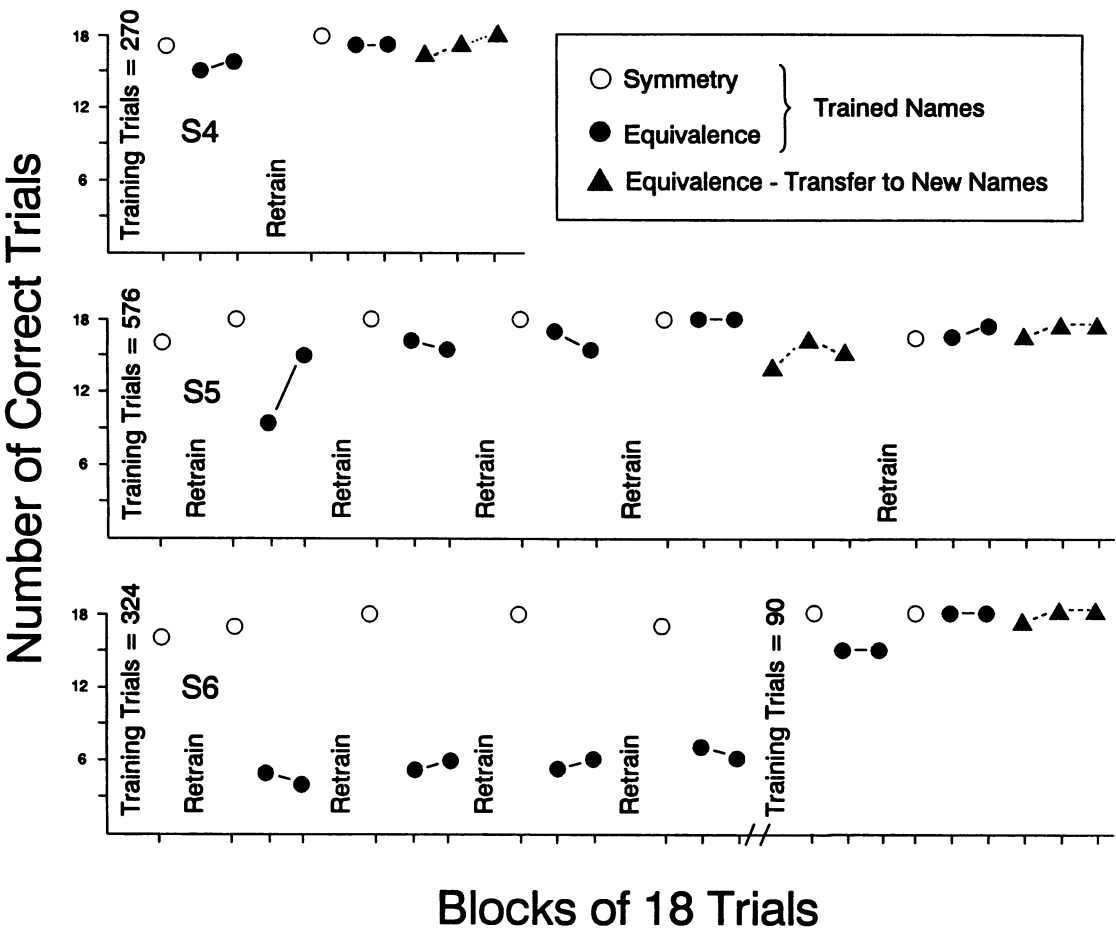 Number of Correct Trials
18
12
6
Training Trials = 270
S4
Retrain
Symmetry
Equivalence
Trained Names
Equivalence - Transfer to New Names
18
12
6
Training Trials = 576
S5
Retrain
Retrain
Retrain
Retrain
Retrain
18
12
6
Training Trials = 324
S6
Retrain
Retrain
Retrain
Retrain
Training Trials = 90
Blocks of 18 Trials